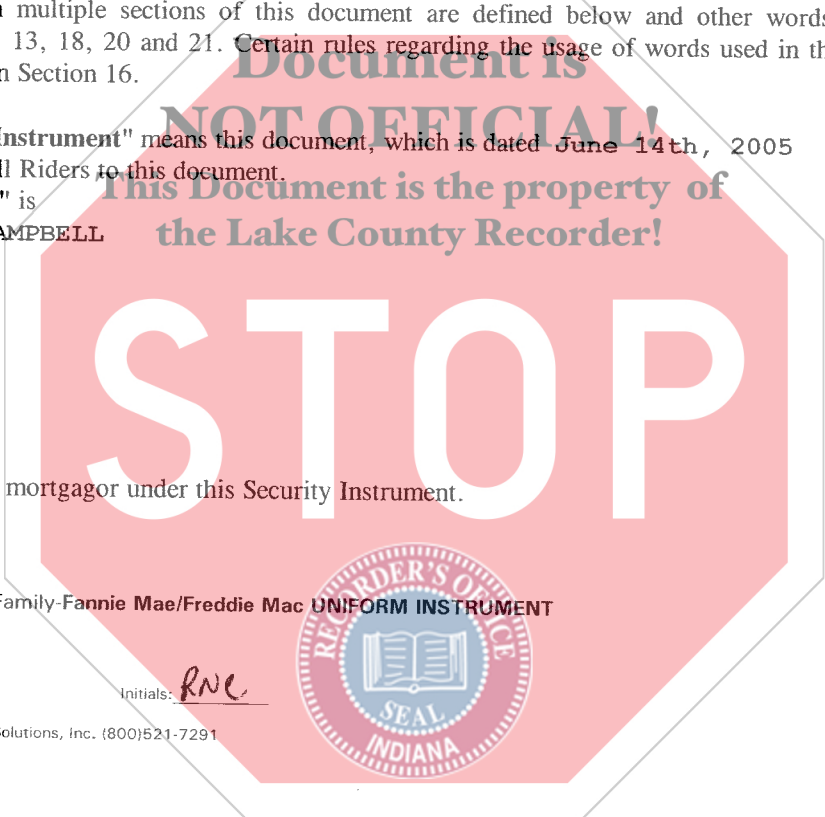 multiple sections of this document are defined below and other words
13, 18, 20 and 21. Certain rules regarding the usage of words used in th
n Section 16.
Document is
NOT OFFICIAL!
Instrument" means this document, which is dated June 14th, 2005
ll Riders to this document.
This Document is the property of
" is
the Lake County Recorder!
AMPBELL
STOP
mortgagor under this Security Instrument.
Family-Fannie Mae/Freddie Mac UNIFORM INSTRUMENT
RECORDER'S OFFICE
SEAL
INDIANA
Initials: RNC
olutions, Inc. (800)521-7291